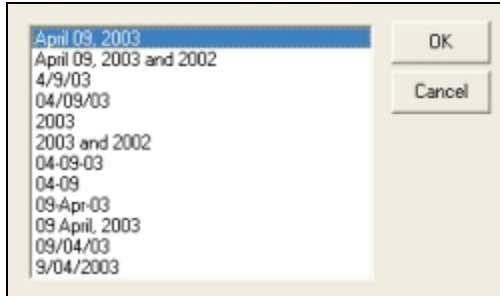 April 09, 2003
April 09, 2003 and 2002
4/9/03
04/09/03
2003
2003 and 2002
04-09-03
04-09
09-Apr-03
09 April, 2003
09/04/03
9/04/2003
OK
Cancel